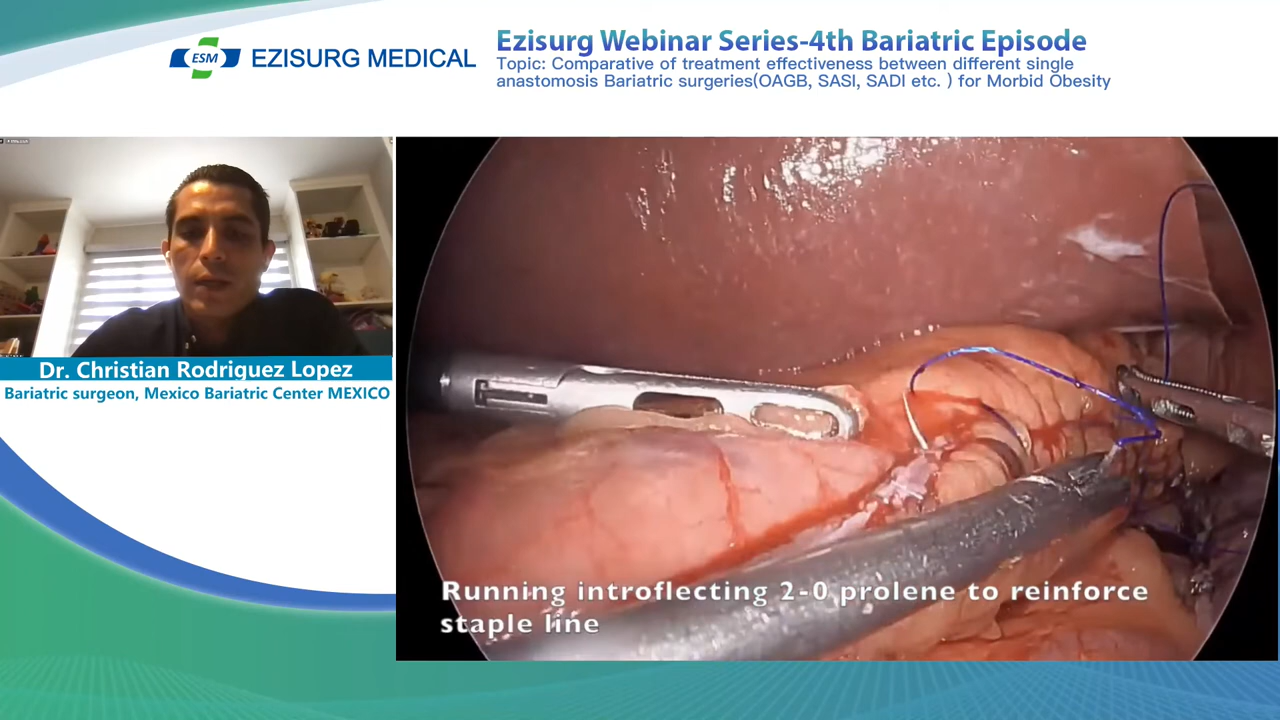 ESM
EZISURG MEDICAL
Ezisurg Webinar Series-4th Bariatric Episode
Topic: Comparative of treatment effectiveness between different single
anastomosis Bariatric surgeries(OAGB, SASI, SADI etc. ) for Morbid Obesity
Dr. Christian Rodriguez Lopez
Bariatric surgeon, Mexico Bariatric Center MEXICO
Running introflecting 2-0 prolene to reinforce
staple line